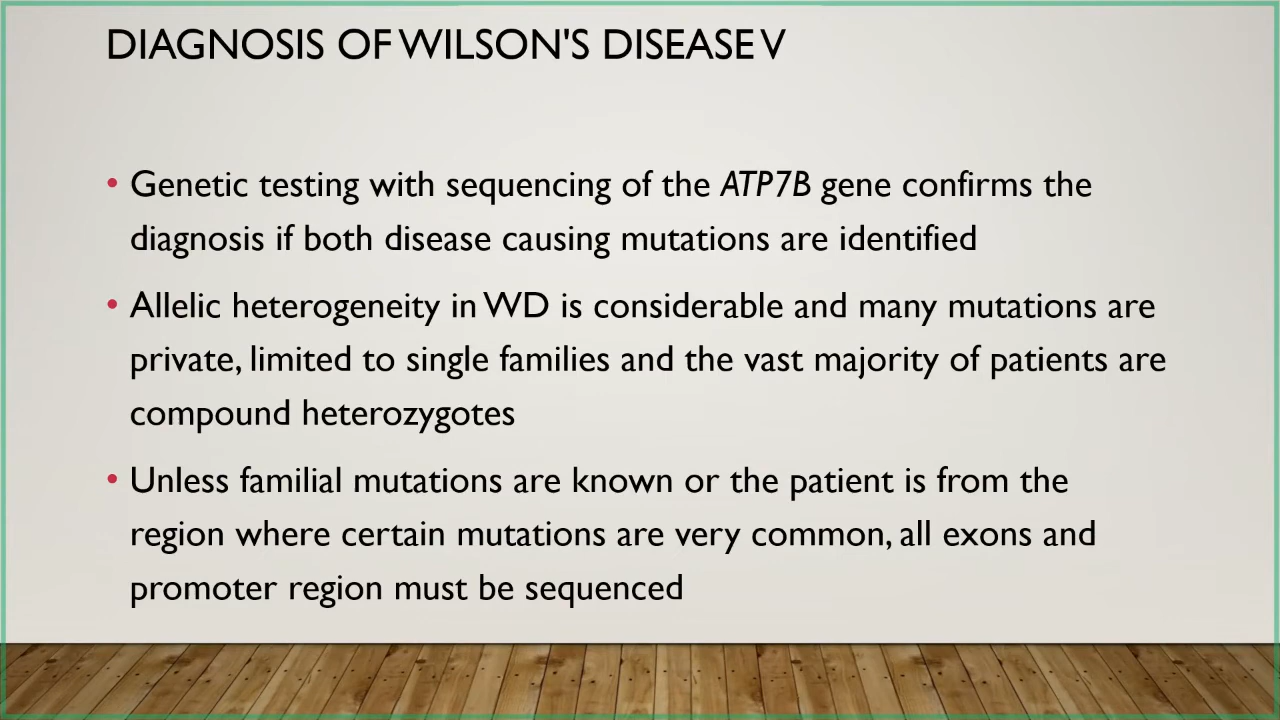 DIAGNOSIS OF WILSON'S DISEASE V
• Genetic testing with sequencing of the ATP7B gene confirms the
diagnosis if both disease causing mutations are identified
• Allelic heterogeneity in WD is considerable and many mutations are
private, limited to single families and the vast majority of patients are
compound heterozygotes
• Unless familial mutations are known or the patient is from the
region where certain mutations are very common, all exons and
promoter region must be sequenced